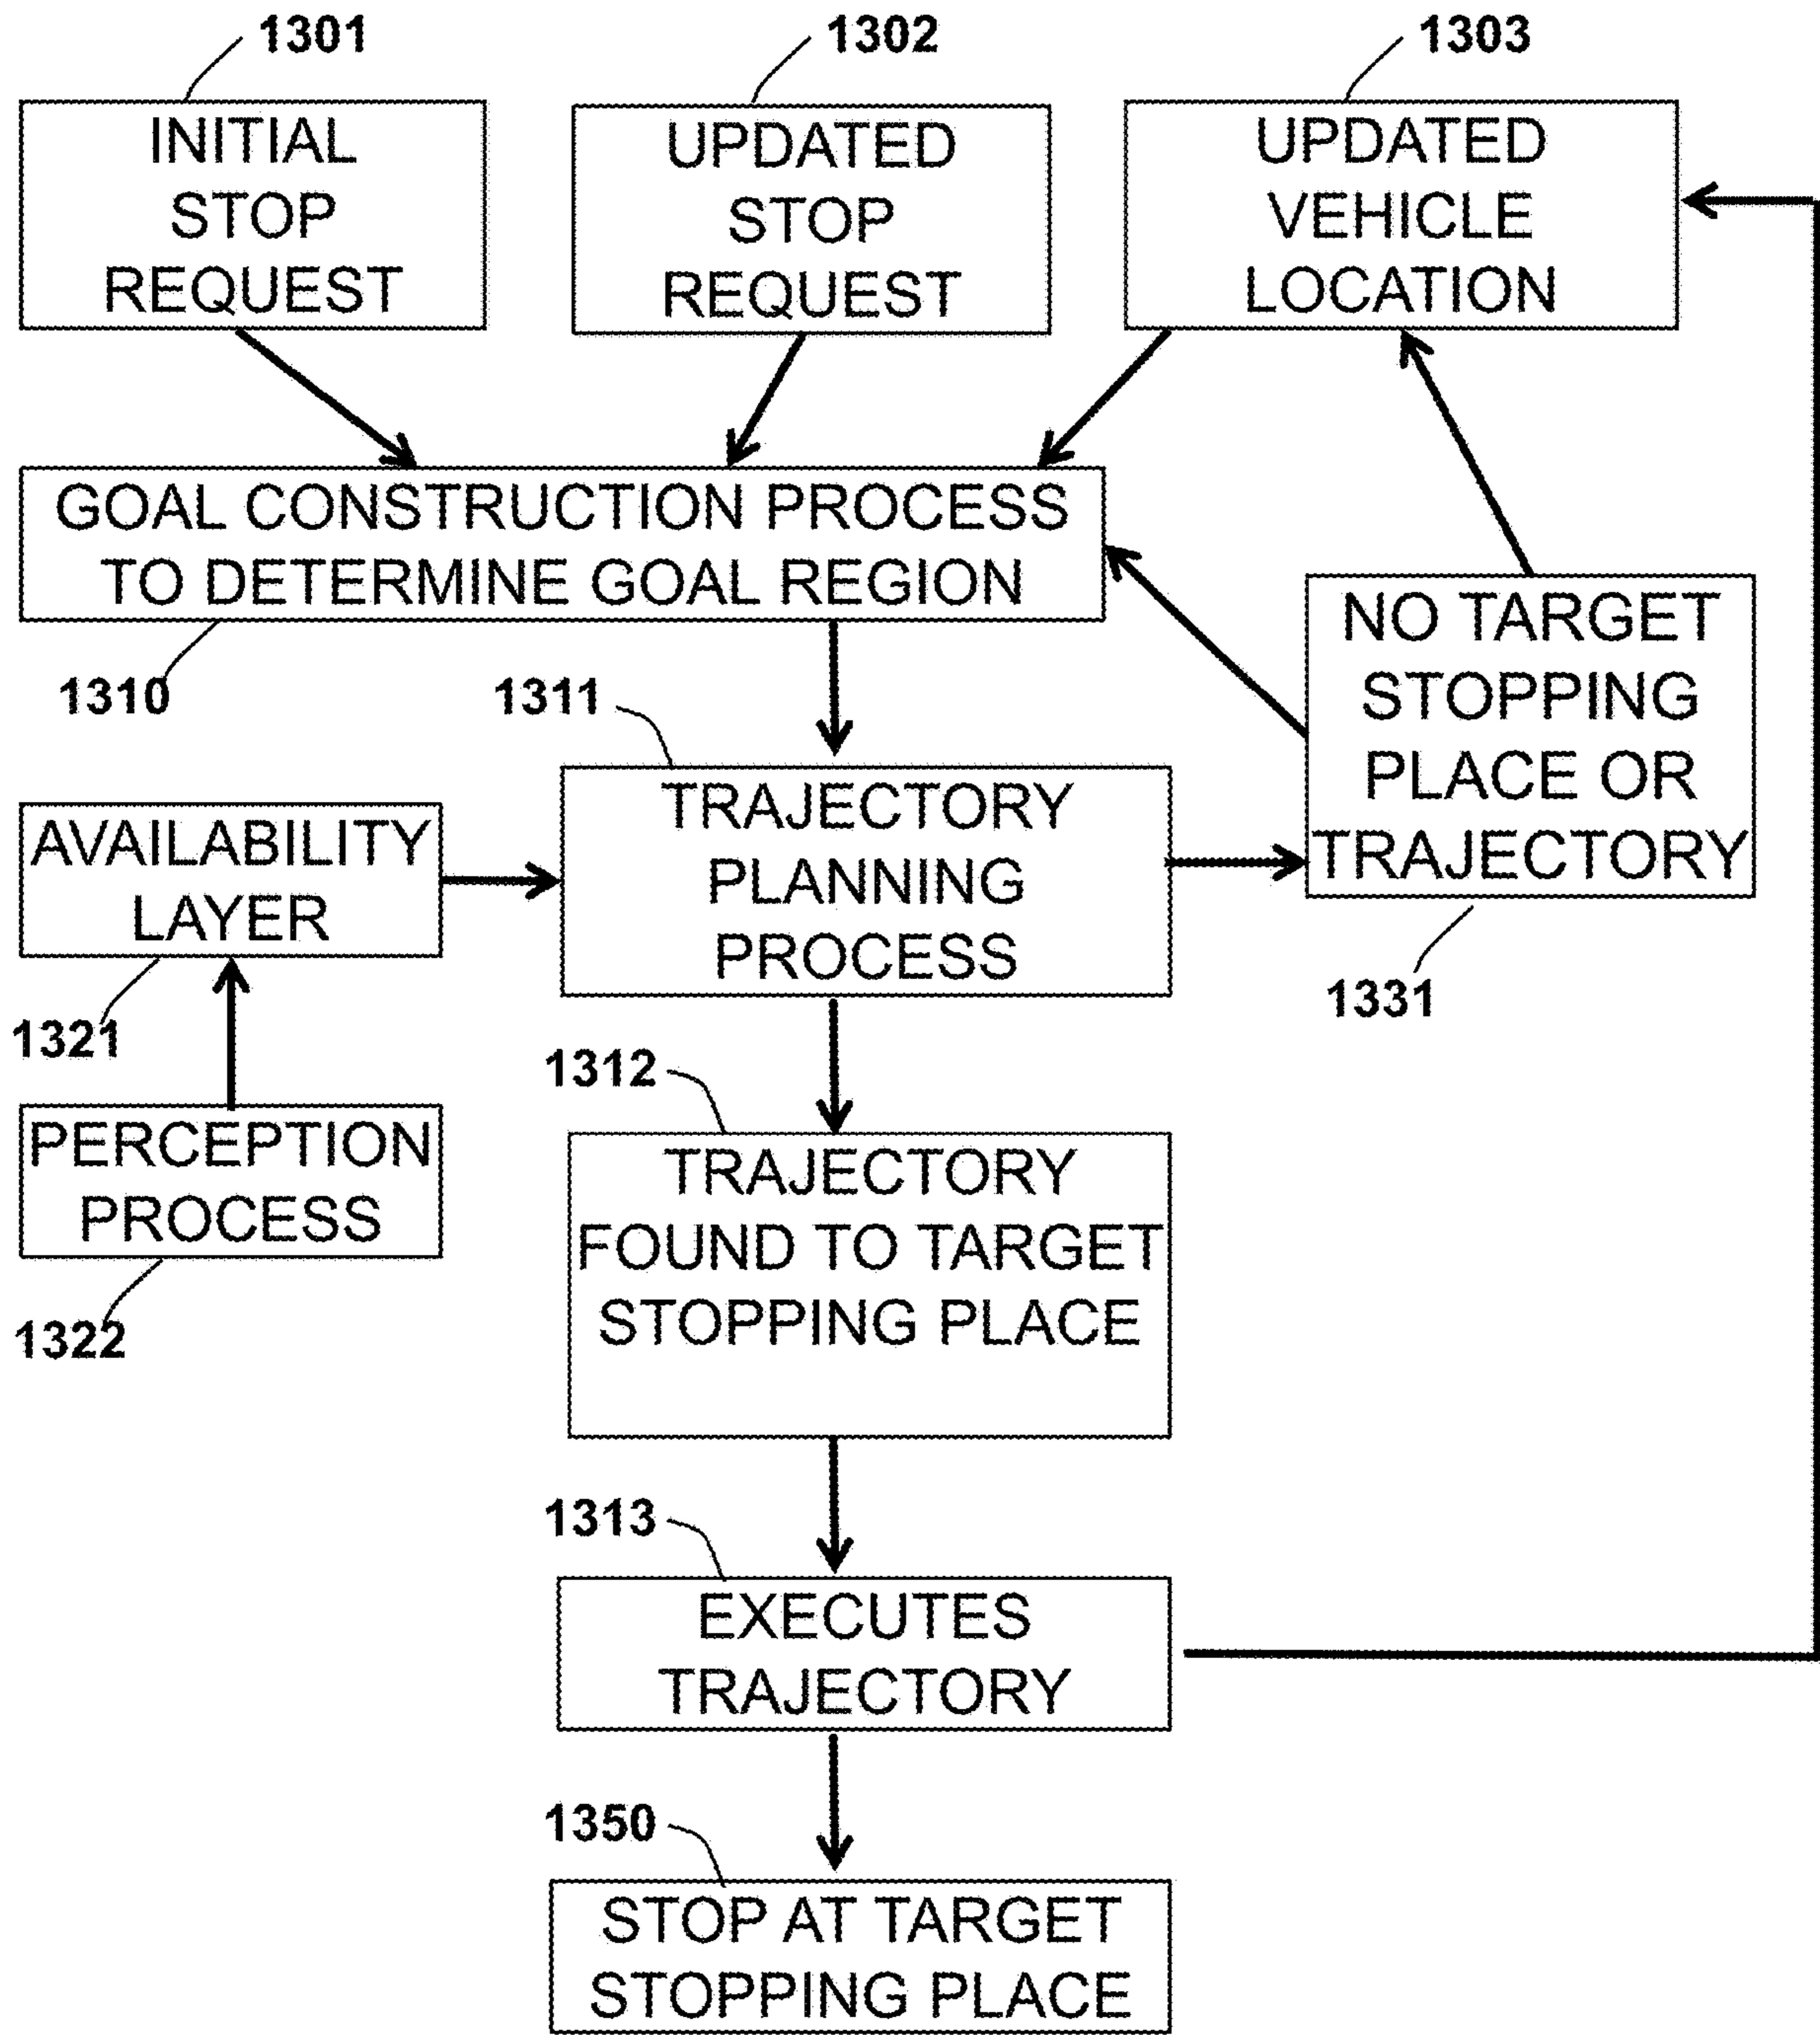 1301
1302
1303
INITIAL
STOP
REQUEST
UPDATED
STOP
REQUEST
UPDATED
VEHICLE
LOCATION
GOAL CONSTRUCTION PROCESS
TO DETERMINE GOAL REGION
1310
1311
NO TARGET
STOPPING
PLACE OR
TRAJECTORY
1331
AVAILABILITY
LAYER
1321
TRAJECTORY
PLANNING
PROCESS
PERCEPTION
PROCESS
1322
1312
TRAJECTORY
FOUND TO TARGET
STOPPING PLACE
1313
EXECUTES
TRAJECTORY
1350
STOP AT TARGET
STOPPING PLACE